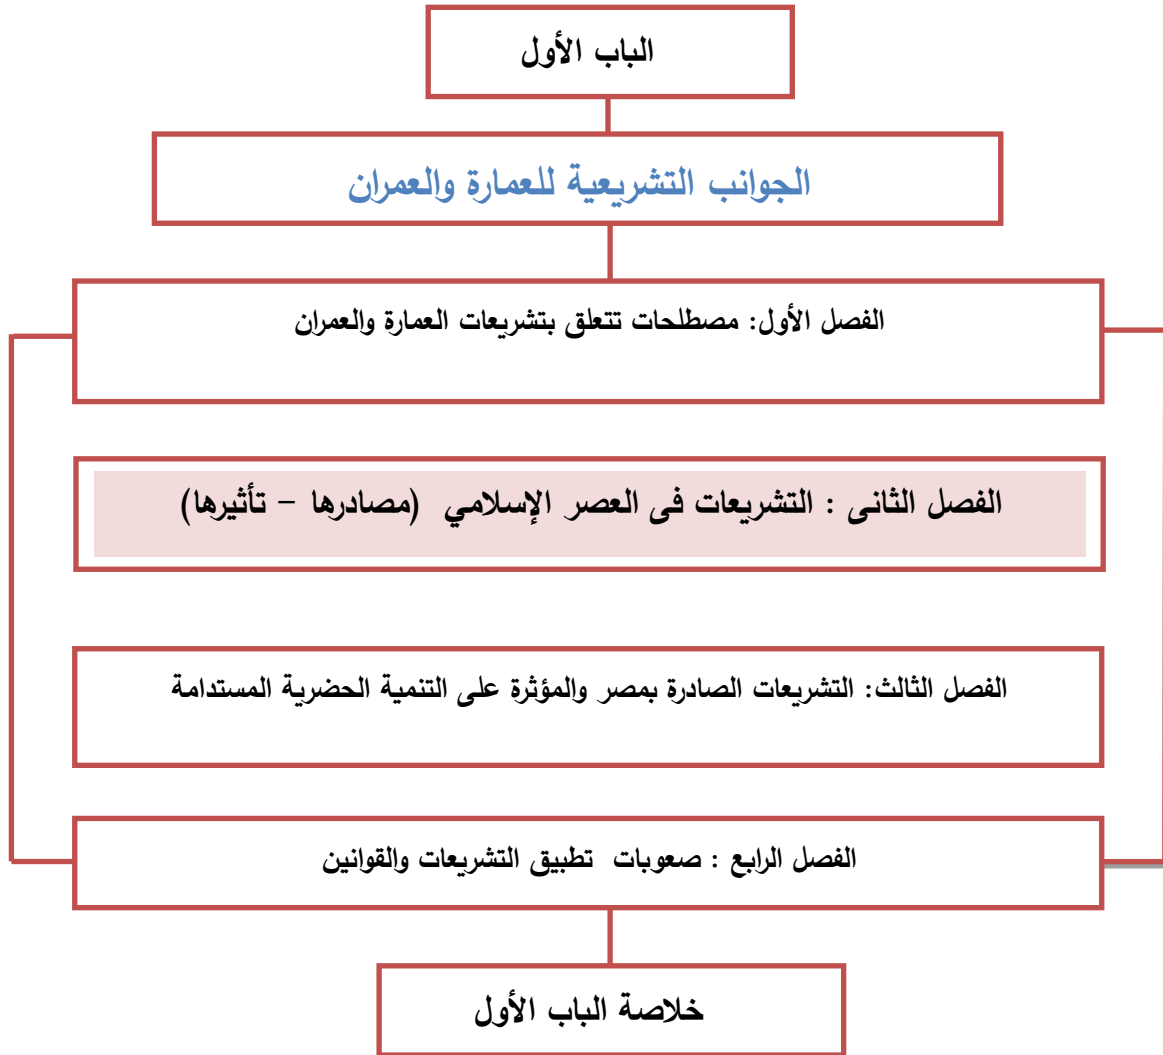 الباب الأول
الجوانب التشريعية للعمارة والعمران
الفصل الأول: مصطلحات تتعلق بتشريعات العمارة والعمران
الفصل الثانى : التشريعات فى العصر الإسلامي (مصادرها – تأثيرها)
الفصل الثالث: التشريعات الصادرة بمصر والمؤثرة على التنمية الحضرية المستدامة
الفصل الرابع : صعوبات تطبيق التشريعات والقوانين
خلاصة الباب الأول